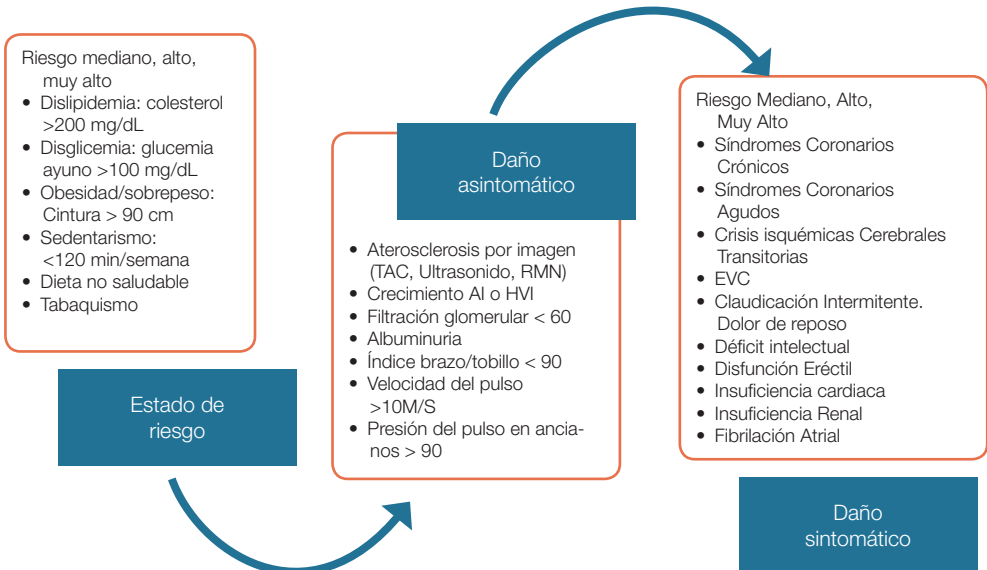 Riesgo mediano, alto,
muy alto
• Dislipidemia: colesterol
>200 mg/dL
• Disglicemia: glucemia
ayuno >100 mg/dL
• Obesidad/sobrepeso:
Cintura > 90 cm
• Sedentarismo:
<120 min/semana
• Dieta no saludable
• Tabaquismo
Estado de
riesgo
Daño
asintomático
• Aterosclerosis por imagen
(TAC, Ultrasonido, RMN)
• Crecimiento AI o HVI
• Filtración glomerular < 60
• Albuminuria
• Índice brazo/tobillo < 90
• Velocidad del pulso
>10M/S
• Presión del pulso en ancia-
nos > 90
Riesgo Mediano, Alto,
Muy Alto
• Síndromes Coronarios
Crónicos
• Síndromes Coronarios
Agudos
• Crisis isquémicas Cerebrales
Transitorias
• EVC
• Claudicación Intermitente.
Dolor de reposo
• Déficit intelectual
• Disfunción Eréctil
• Insuficiencia cardiaca
• Insuficiencia Renal
• Fibrilación Atrial
Daño
sintomático